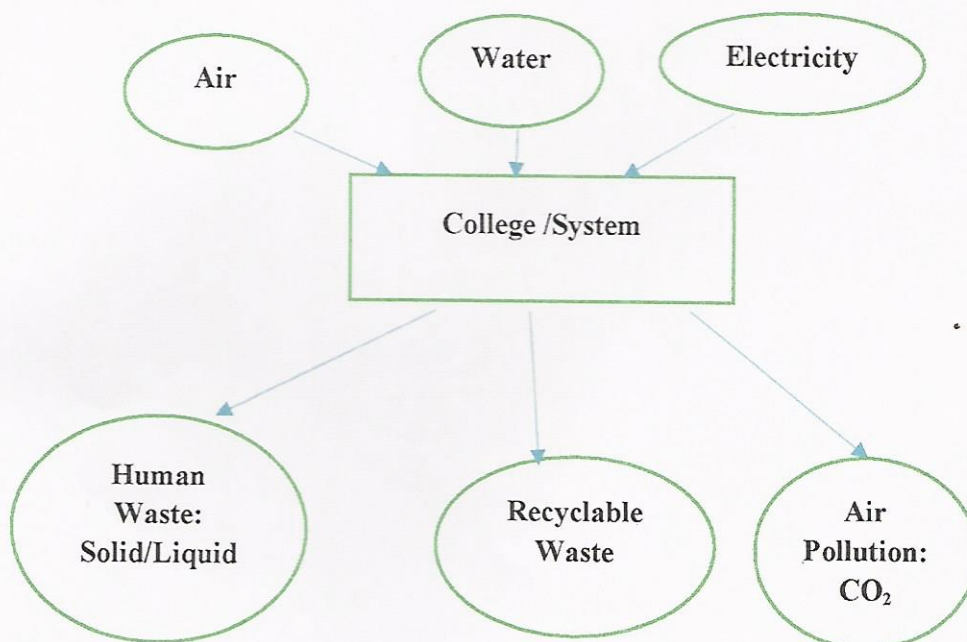 Air
Water
Electricity
College /System
Human
Waste:
Solid/Liquid
Recyclable
Waste
Air
Pollution:
CO₂